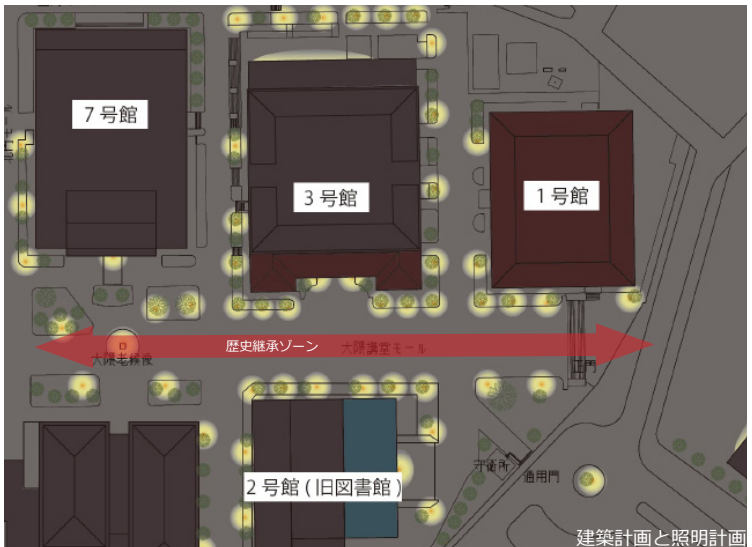 7号館
3号館
1号館
歴史継承ゾーン
大隈講堂モール
大隈老候像
2号館(旧図書館)
守衛所
通用門
建築計画と照明計画